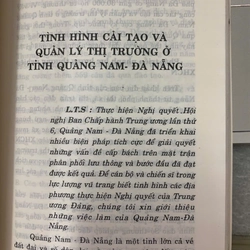 TÌNH HÌNH CẢI TẠO VÀ
QUẢN LÝ THỊ TRƯỜNG Ở
TỈNH QUẢNG NAM- ĐÀ NẴNG
L.T.S : Thực hiện Nghị quyết Hội
nghị Ban Chấp hành Trung ương lần thứ
6, Quảng Nam - Đà Nẵng đã triển khai
nhiều biện pháp tích cực để giải quyết
những vấn đề cấp bách trên mặt trận
phân phối lưu thông và bước đầu đã đạt
được kết quả. Để cán bộ và chiến sĩ trong
lực lượng vũ trang biết tình hình các địa
phương thực hiện Nghị quyết của Trung
ương Đảng, chúng tôi xin giới thiệu
những việc làm của Quảng Nam-Đà
Nẵng.
Quảng Nam - Đà Nẵng là một tỉnh lớn cả về